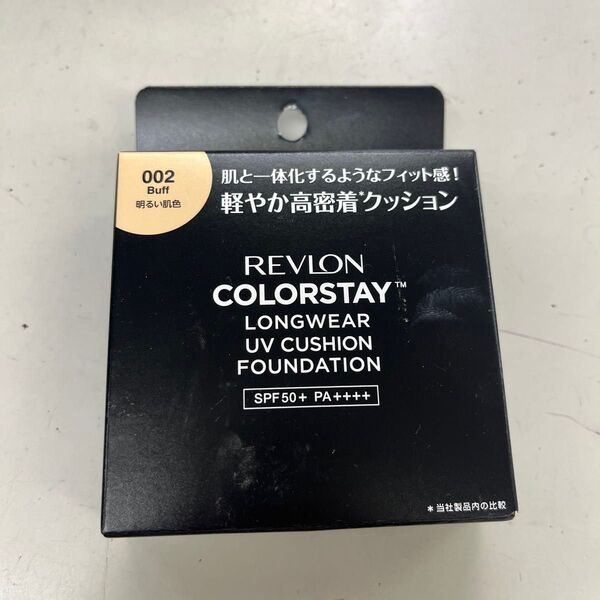 002
Buff
明るい肌色
肌と一体化するようなフィット感！
軽やか高密着*クッション
REVLON
COLORSTAY™
LONGWEAR
UV CUSHION
FOUNDATION
SPF50+ PA++++
*当社製品内の比較